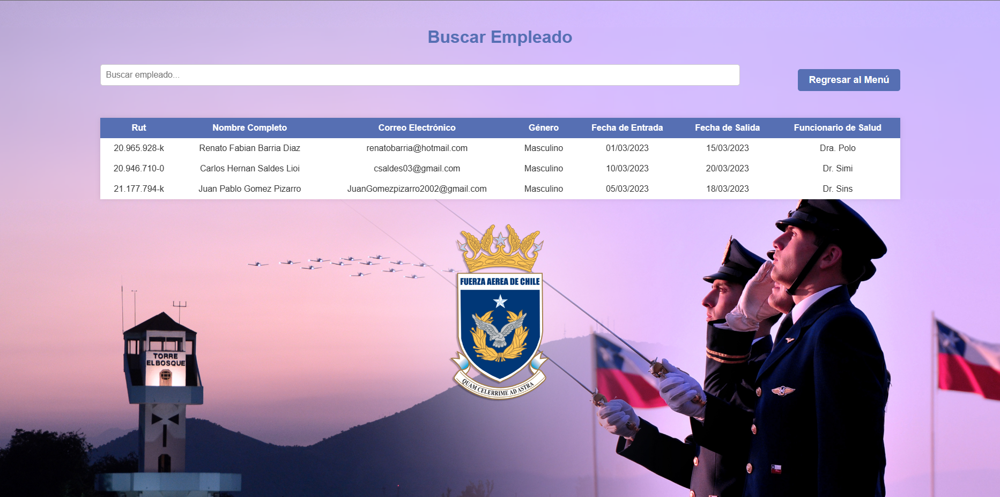 Buscar Empleado
Buscar empleado...
Regresar al Menú
Rut Nombre Completo Correo Electrónico Género Fecha de Entrada Fecha de Salida Funcionario de Salud
20.965.928-k Renato Fabian Barria Diaz renatobarria@hotmail.com Masculino 01/03/2023 15/03/2023 Dra. Polo
20.946.710-0 Carlos Hernan Saldes Lioi csaldes03@gmail.com Masculino 10/03/2023 20/03/2023 Dr. Simi
21.177.794-k Juan Pablo Gomez Pizarro JuanGomezpizarro2002@gmail.com Masculino 05/03/2023 18/03/2023 Dr. Sins
FUERZA AEREA DE CHILE
QUAM CELERRIME AD ASTRA
TORRE
EL BOSQUE